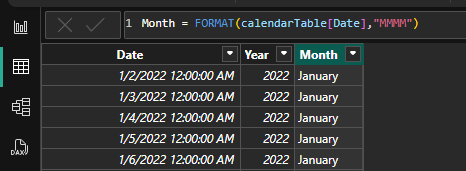 1 Month = FORMAT(calendarTable[Date],"MMMM")
Date Year Month
1/2/2022 12:00:00 AM 2022 January
1/3/2022 12:00:00 AM 2022 January
1/4/2022 12:00:00 AM 2022 January
1/5/2022 12:00:00 AM 2022 January
1/6/2022 12:00:00 AM 2022 January
DAX